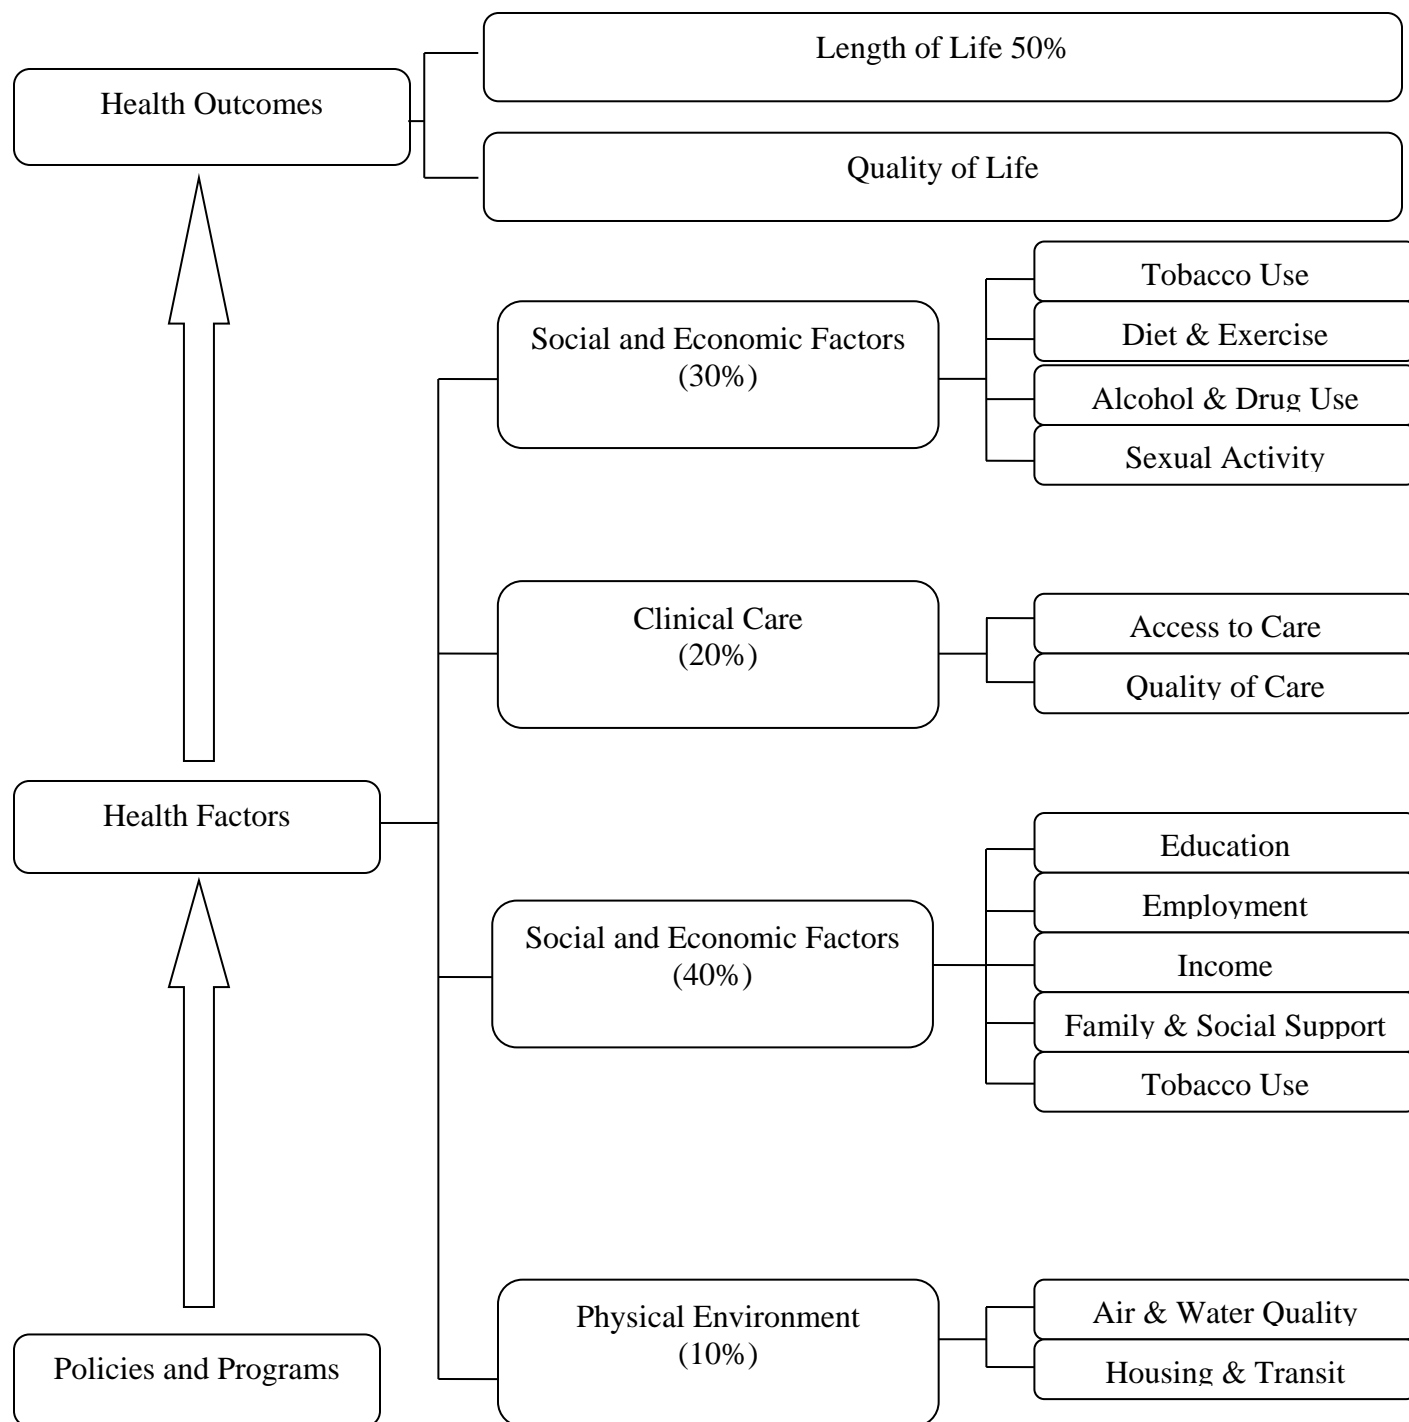 Length of Life 50%
Health Outcomes
Quality of Life
Tobacco Use
Social and Economic Factors
(30%)
Diet & Exercise
Alcohol & Drug Use
Sexual Activity
Clinical Care
(20%)
Access to Care
Quality of Care
Health Factors
Education
Employment
Social and Economic Factors
(40%)
Income
Family & Social Support
Tobacco Use
Physical Environment
(10%)
Air & Water Quality
Housing & Transit
Policies and Programs